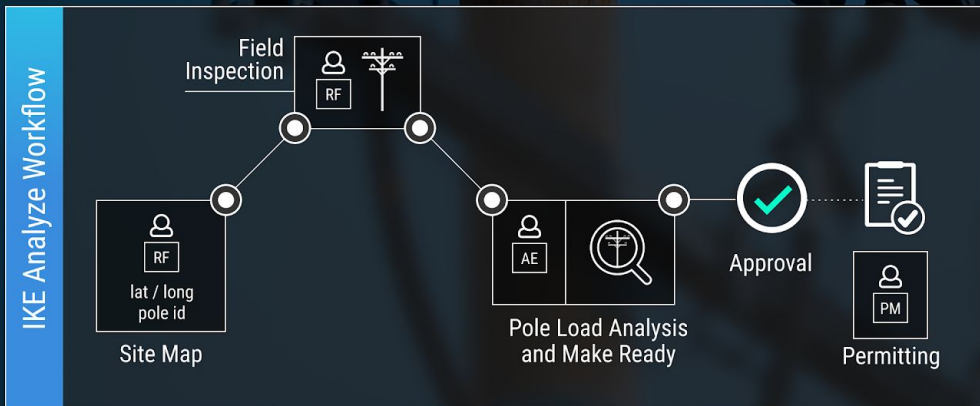 IKE Analyze Workflow
Field
Inspection
RF
RF
lat / long
pole id
Site Map
AE
Pole Load Analysis
and Make Ready
Approval
PM
Permitting